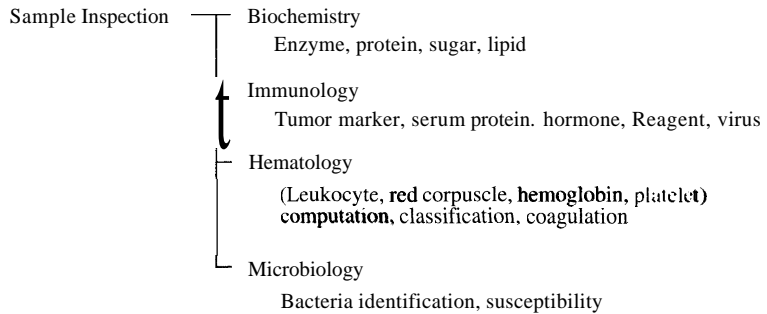 Sample Inspection
Biochemistry
Enzyme, protein, sugar, lipid
Immunology
Tumor marker, serum protein. hormone, Reagent, virus
Hematology
(Leukocyte, red corpuscle, hemoglobin, platelet)
computation, classification, coagulation
Microbiology
Bacteria identification, susceptibility